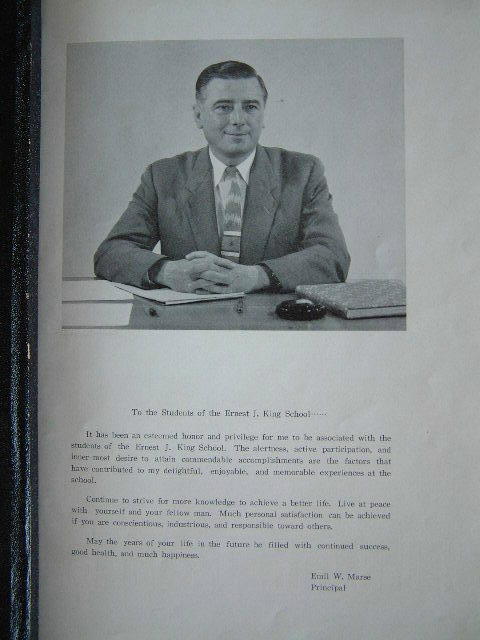 To the Students of the Ernest J. King School······
It has been an esteemed honor and privilege for me to be associated with the
students of the Ernest J. King School. The alertness, active participation, and
inner most desire to attain commendable accomplishments are the factors that
have contributed to my delightful, enjoyable, and memorable experiences at the
school.
Continue to strive for more knowledge to achieve a better life. Live at peace
with yourself and your fellow man. Much personal satisfaction can be achieved
if you are conscientious, industrious, and responsible toward others.
May the years of your life in the future be filled with continued success,
good health, and much happiness.
Emil W. Marse
Principal